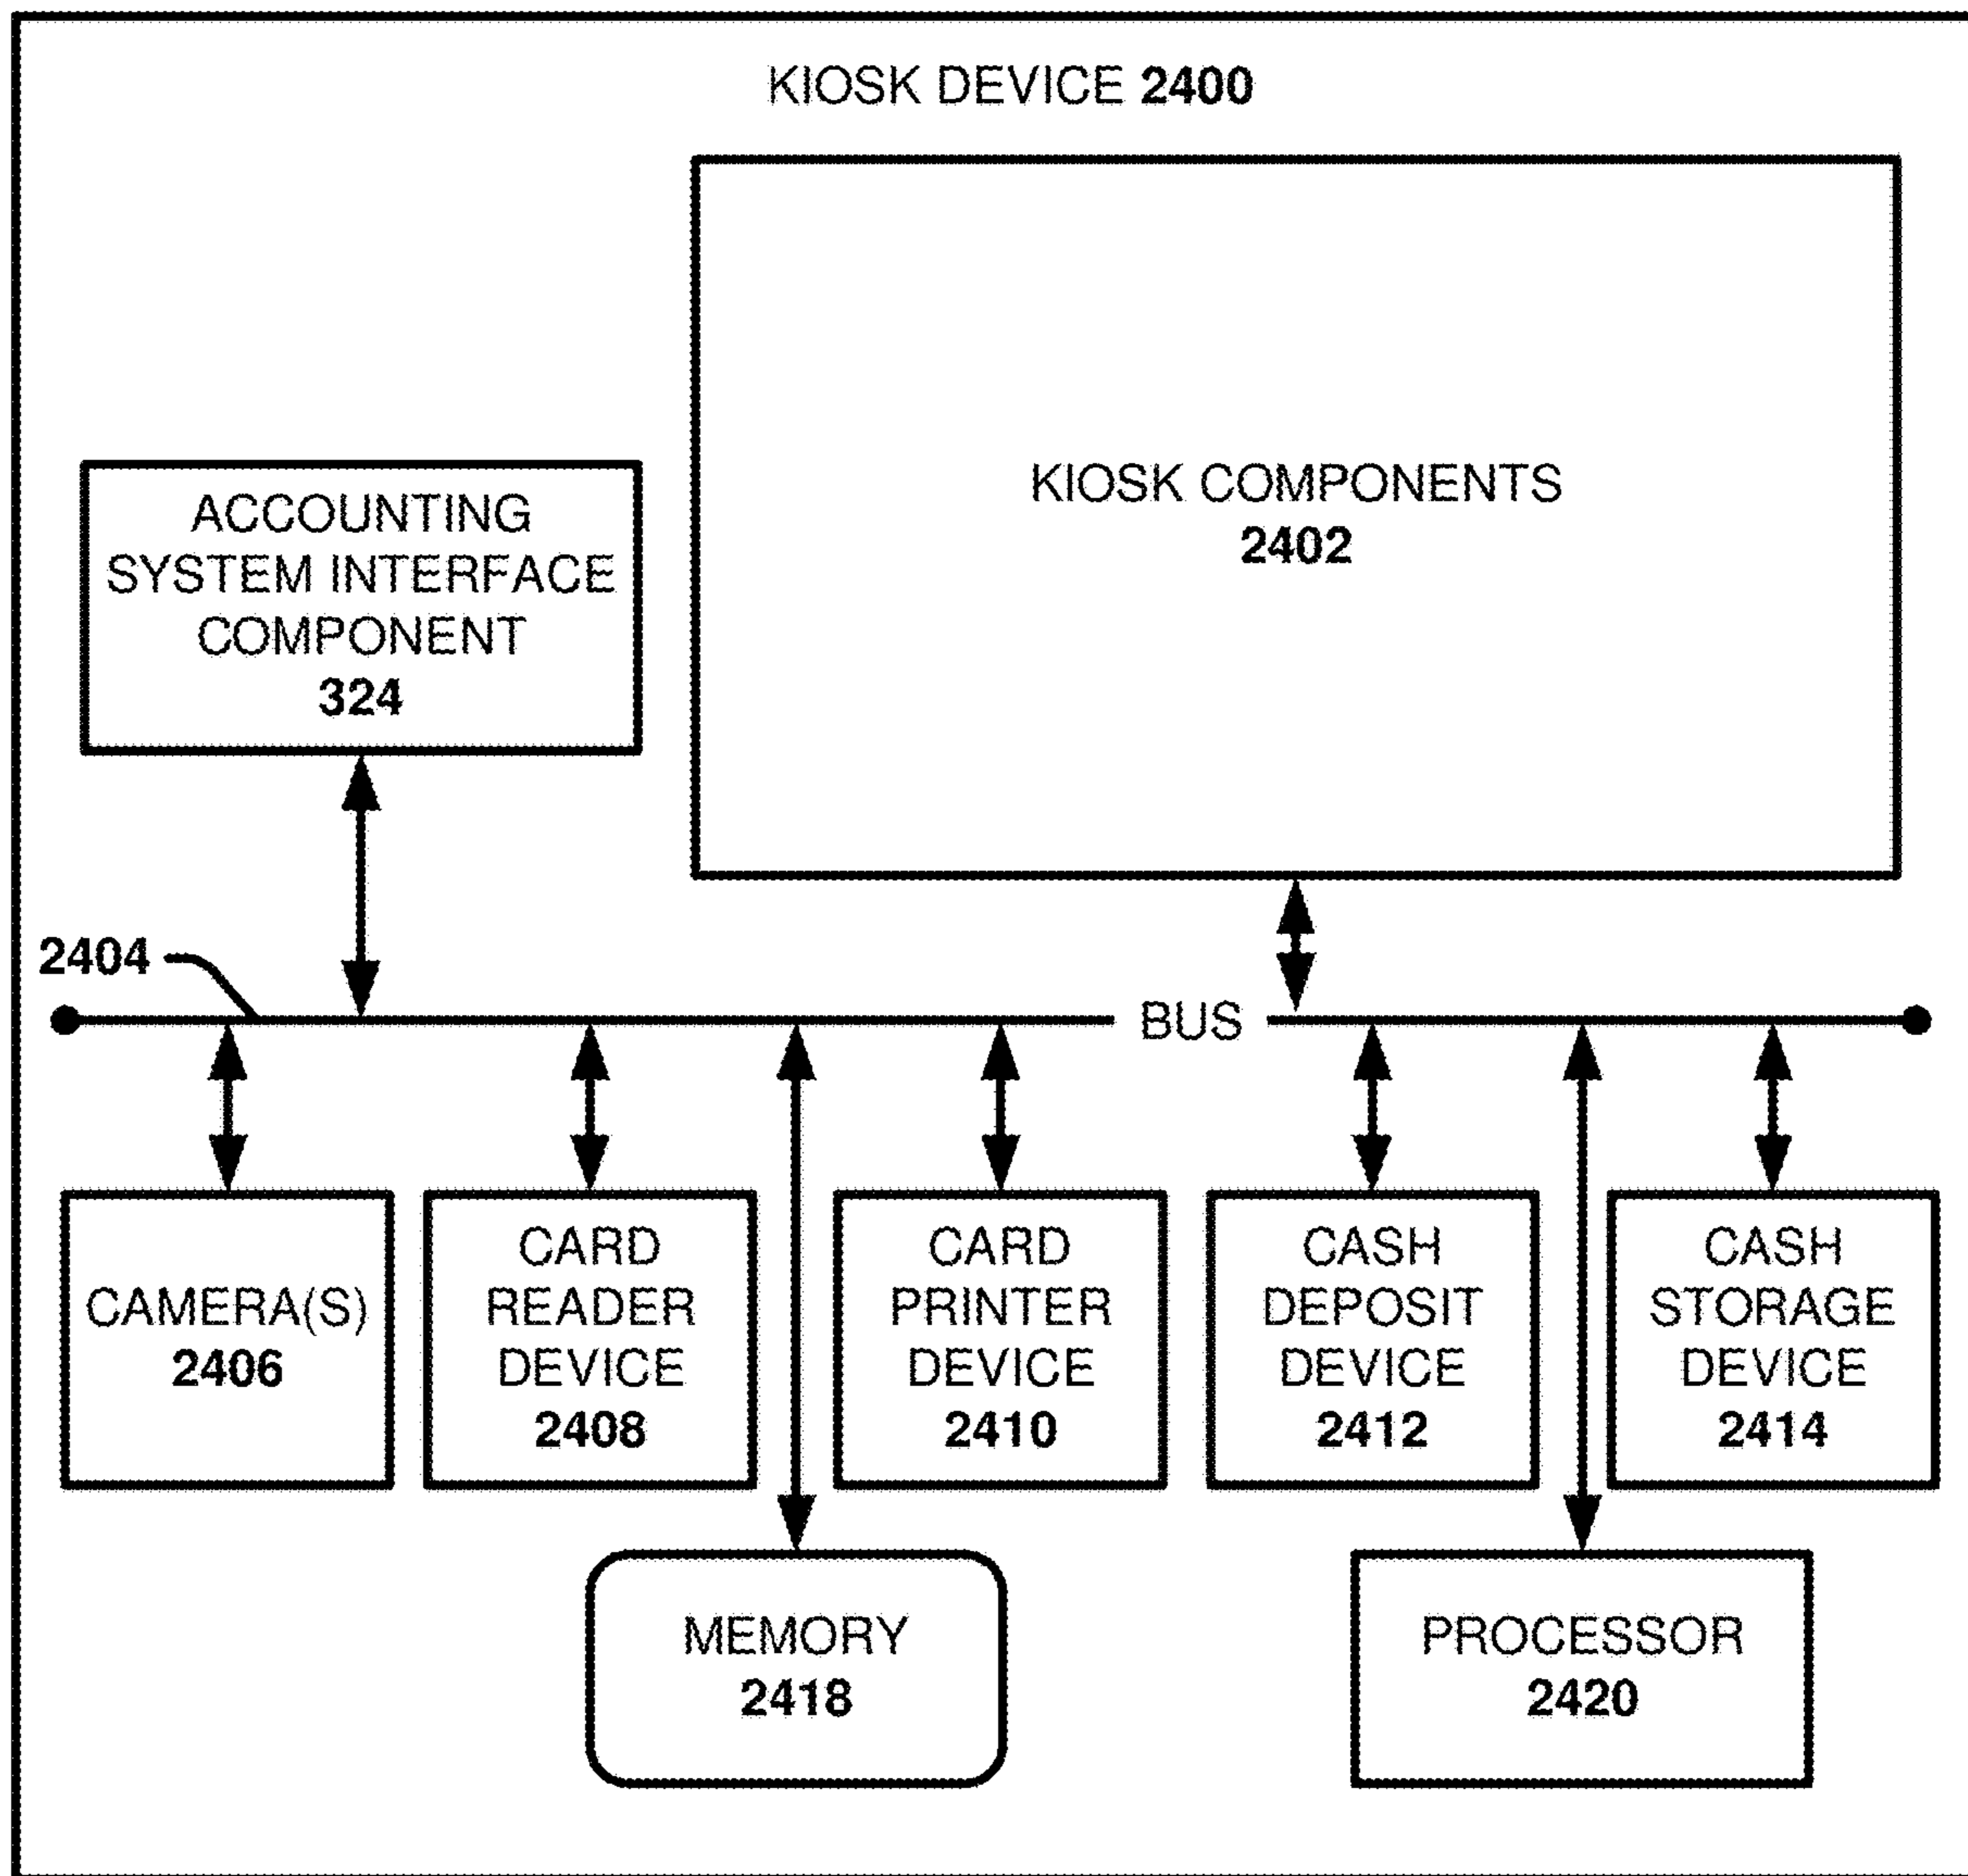 KIOSK DEVICE 2400
KIOSK COMPONENTS
2402
ACCOUNTING
SYSTEM INTERFACE
COMPONENT
324
2404
BUS
CAMERA(S)
2406
CARD
READER
DEVICE
2408
CARD
PRINTER
DEVICE
2410
CASH
DEPOSIT
DEVICE
2412
CASH
STORAGE
DEVICE
2414
MEMORY
2418
PROCESSOR
2420